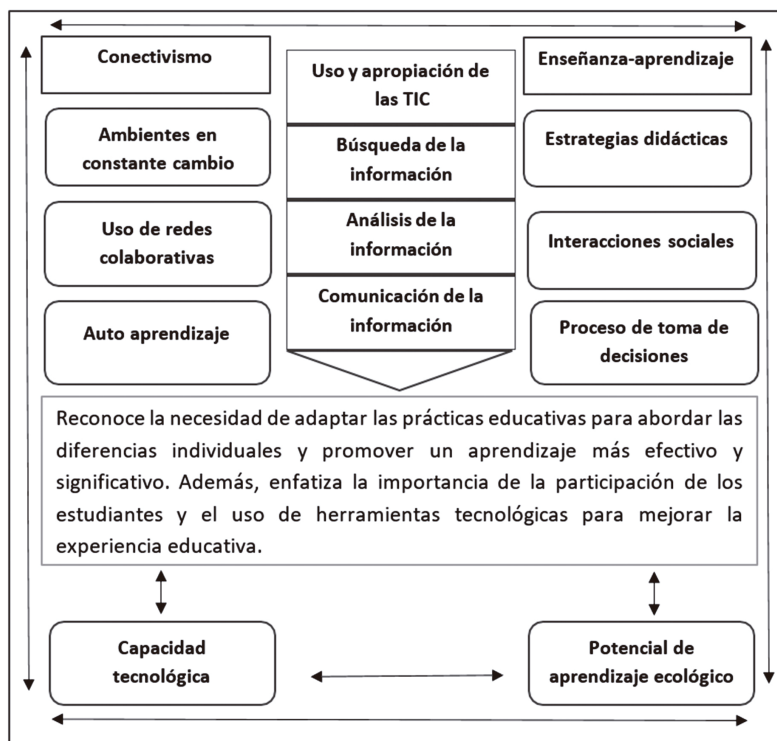 Conectivismo
Ambientes en
constante cambio
Uso de redes
colaborativas
Auto aprendizaje
Uso y apropiación de
las TIC
Búsqueda de la
información
Análisis de la
información
Comunicación de la
información
Enseñanza-aprendizaje
Estrategias didácticas
Interacciones sociales
Proceso de toma de
decisiones
Reconoce la necesidad de adaptar las prácticas educativas para abordar las
diferencias individuales y promover un aprendizaje más efectivo y
significativo. Además, enfatiza la importancia de la participación de los
estudiantes y el uso de herramientas tecnológicas para mejorar la
experiencia educativa.
Capacidad
tecnológica
Potencial de
aprendizaje ecológico